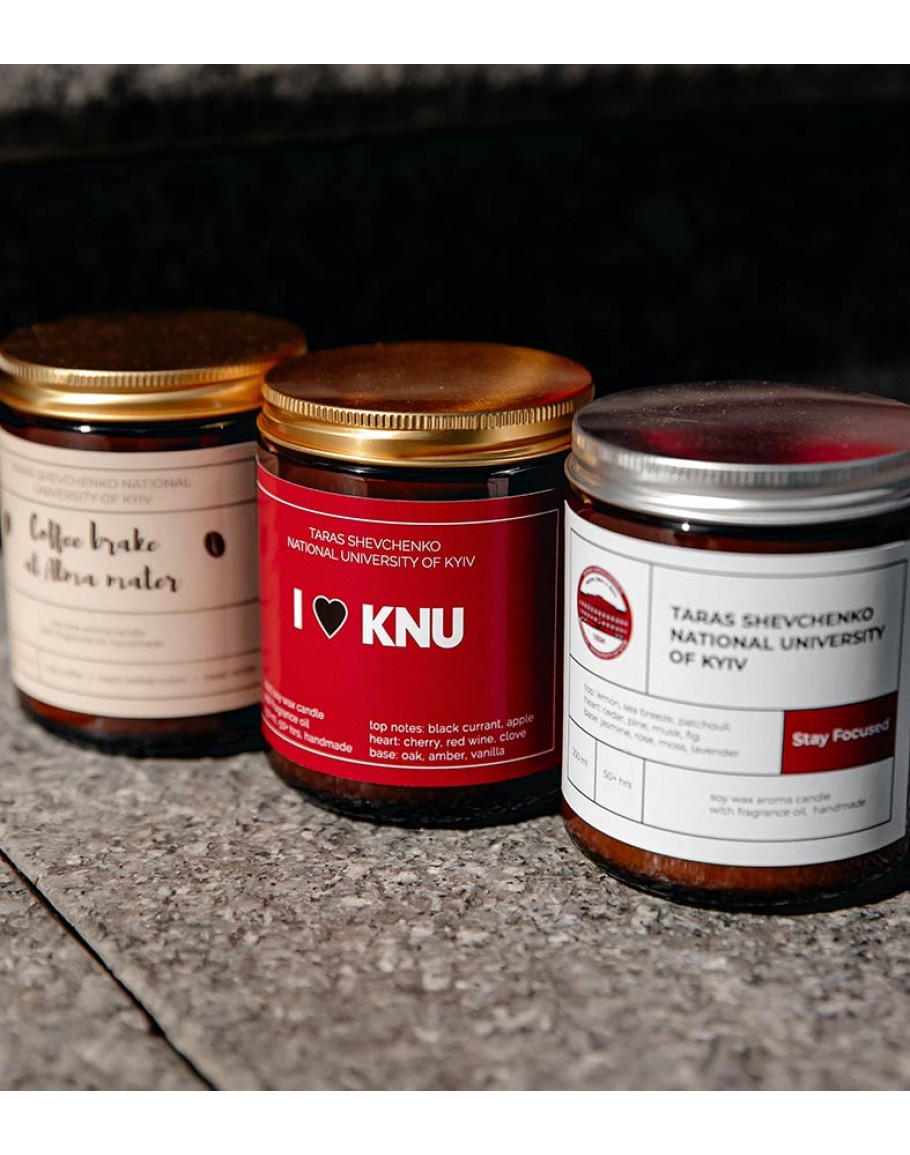 TARAS SHEVCHENKO NATIONAL
UNIVERSITY OF KYIV
Coffee brake
at Alma mater
TARAS SHEVCHENKO
NATIONAL UNIVERSITY OF KYIV
I KNU
soy wax candle
fragrance oil
50+ hrs, handmade
top notes: black currant, apple
heart: cherry, red wine, clove
base: oak, amber, vanilla
TARAS SHEVCHENKO
NATIONAL UNIVERSITY
OF KYIV
top: lemon, sea breeze, patchouli
heart: cedar, pine, musk, fig
base: jasmine, rose, moss, lavender
Stay Focused
250 ml
50+ hrs
soy wax aroma candle
with fragrance oil, handmade